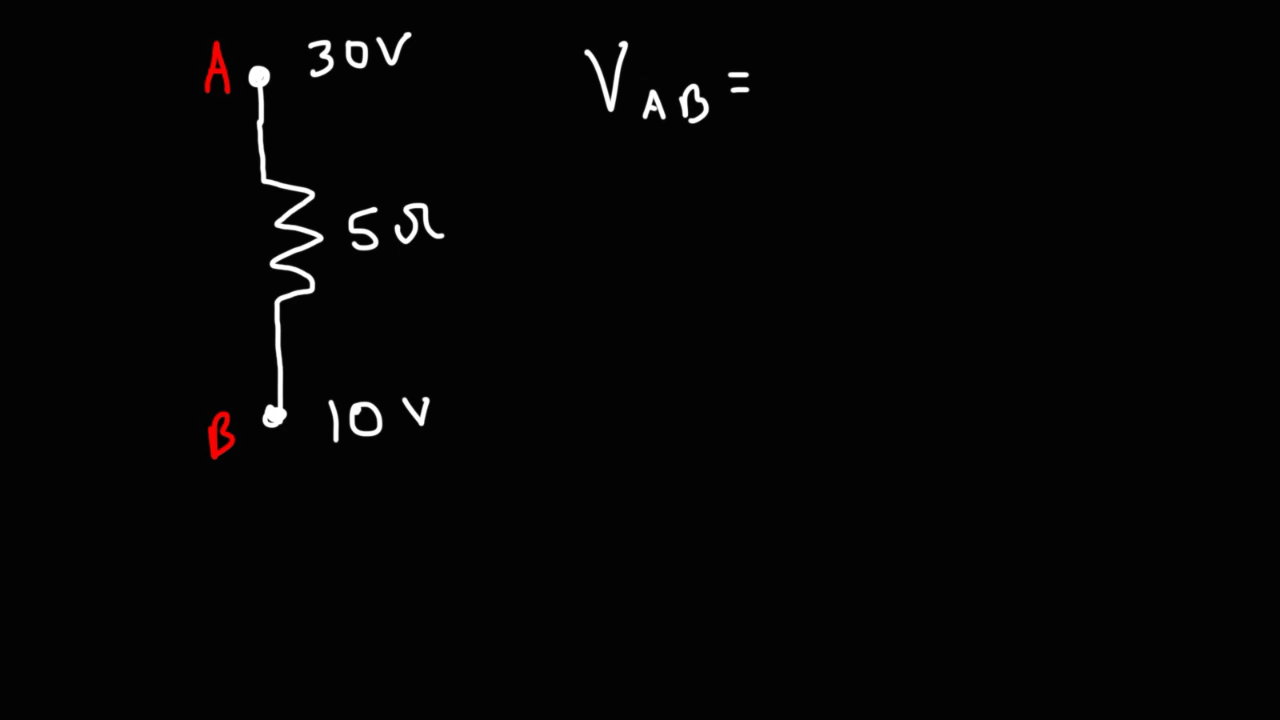 A 30V
V_AB =
5Ω
B 10V